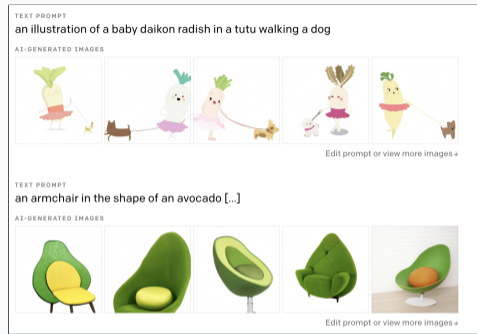 TEXT PROMPT
an illustration of a baby daikon radish in a tutu walking a dog
AI-GENERATED IMAGES
Edit prompt or view more images↓
TEXT PROMPT
an armchair in the shape of an avocado [...]
AI-GENERATED IMAGES
Edit prompt or view more images↓